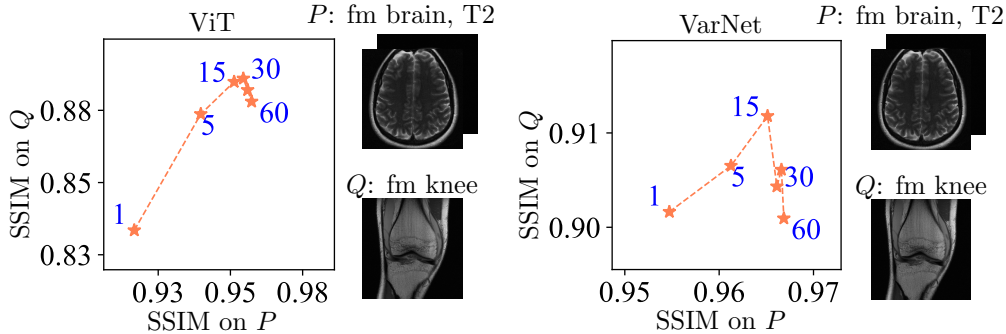 ViT
P: fm brain, T2
15
30
0.88
5
60
SSIM on Q
0.85
Q: fm knee
1
0.83
0.93
0.95
0.98
SSIM on P
VarNet
P: fm brain, T2
15
0.91
5
30
SSIM on Q
1
60
0.90
Q: fm knee
0.95
0.96
0.97
SSIM on P